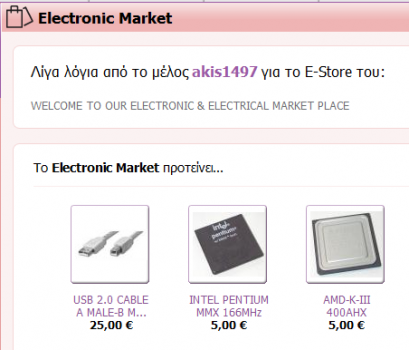 Electronic Market
Λίγα λόγια από το μέλος akis1497 για το E-Store του:
WELCOME TO OUR ELECTRONIC & ELECTRICAL MARKET PLACE
Το Electronic Market προτείνει...
intel
pentium
USB 2.0 CABLE
A MALE-B M...
25,00 €
INTEL PENTIUM
MMX 166MHz
5,00 €
AMD-K-III
400AHX
5,00 €